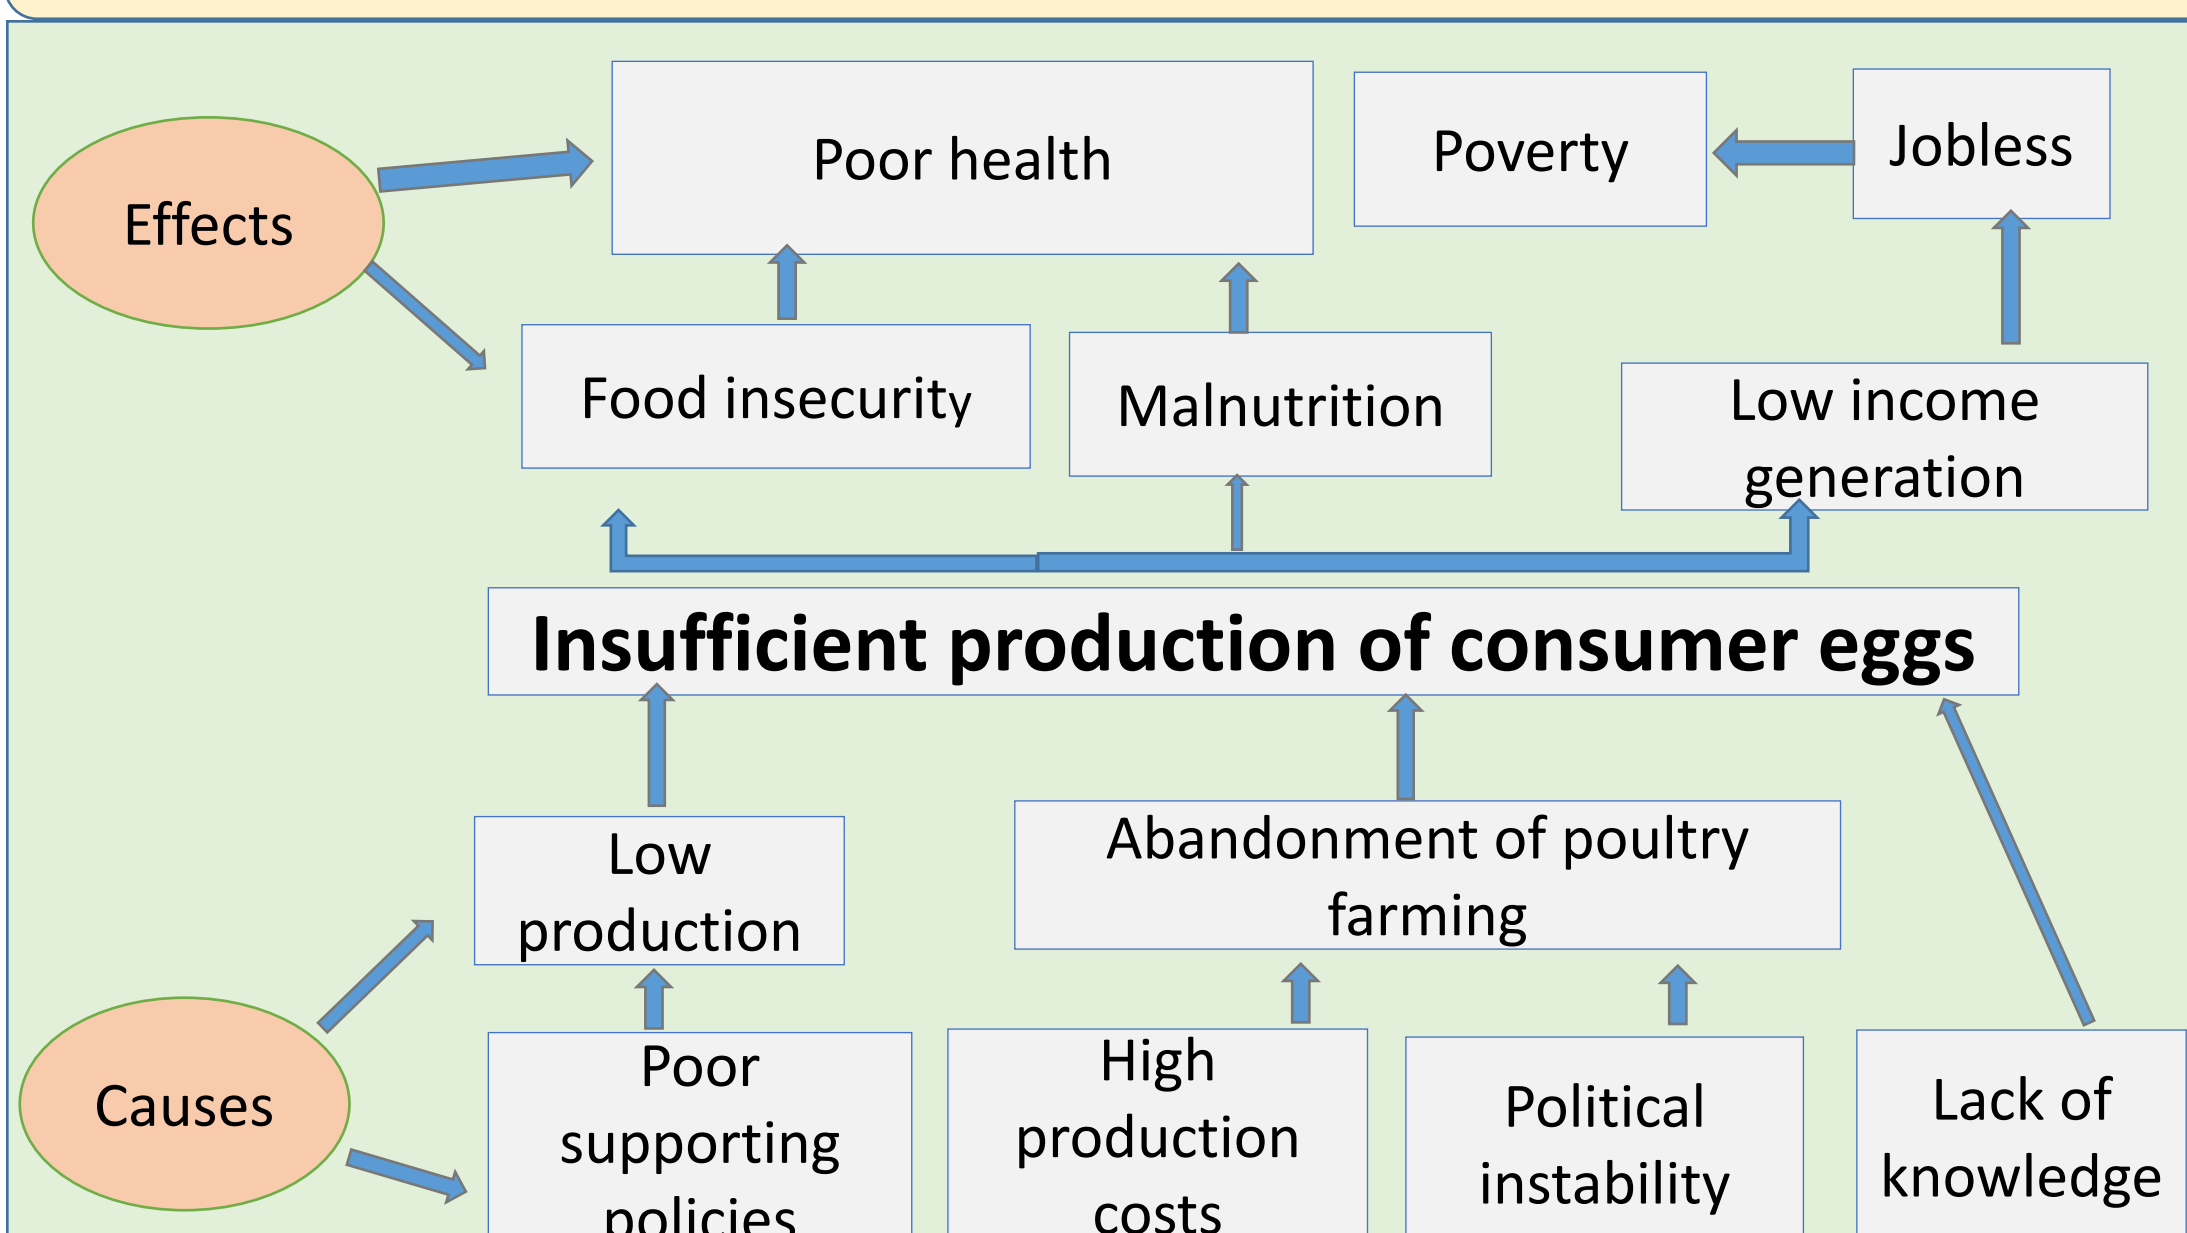 Poor health
Poverty
Jobless
Effects
Food insecurity
Malnutrition
Low income
generation
Insufficient production of consumer eggs
Low
production
Abandonment of poultry
farming
Causes
Poor
supporting
policies
High
production
costs
Political
instability
Lack of
knowledge